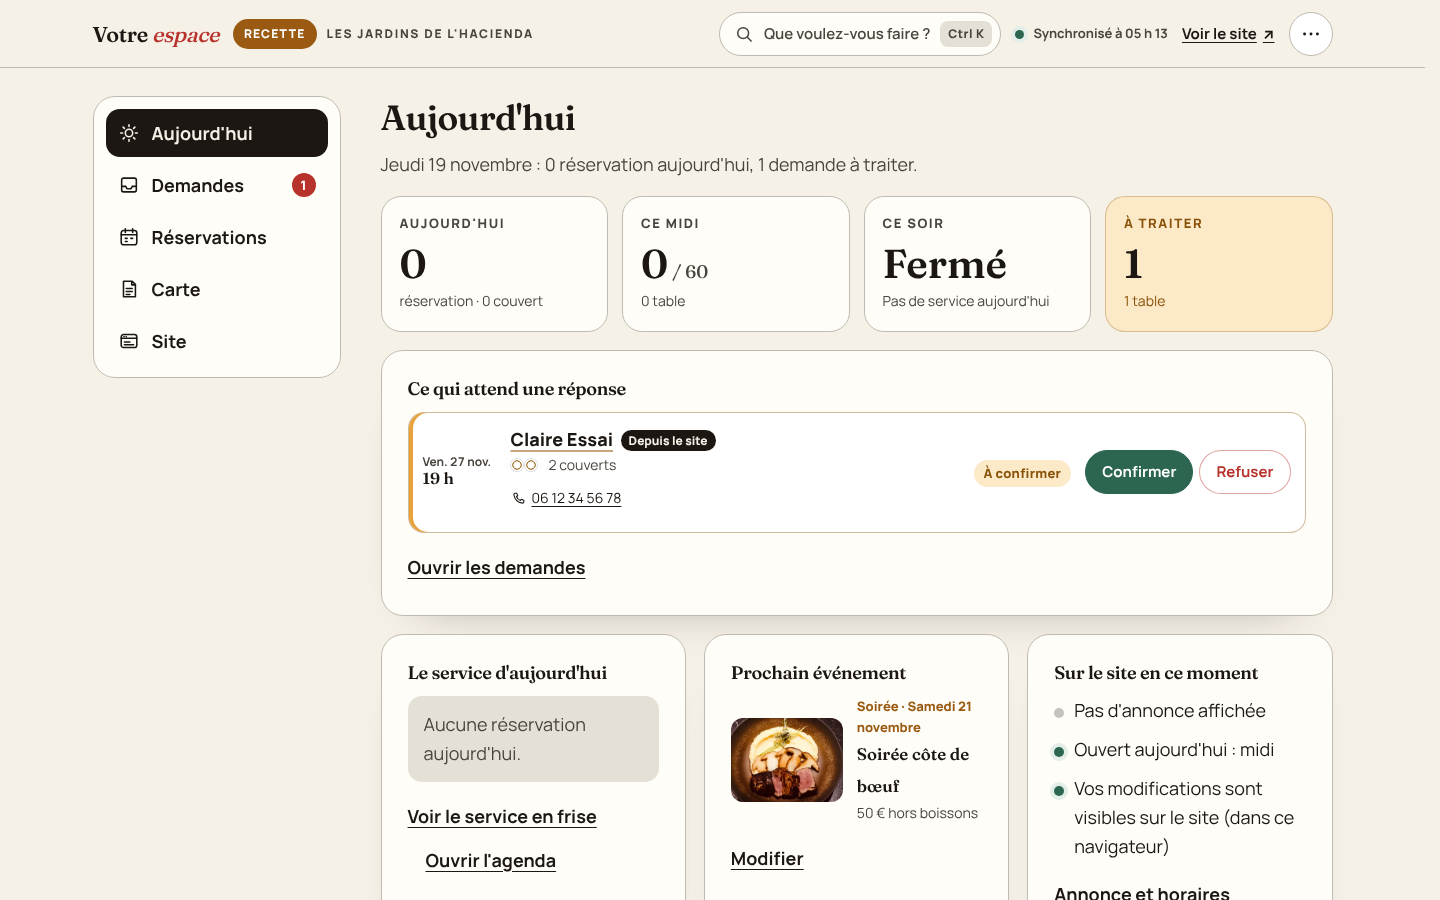 Votre espace
RECETTE
LES JARDINS DE L'HACIENDA
Que voulez-vous faire ?
Ctrl K
Synchronisé à 05 h 13
Voir le site
Aujourd'hui
Demandes
1
Réservations
Carte
Site
Aujourd'hui
Jeudi 19 novembre : 0 réservation aujourd'hui, 1 demande à traiter.
AUJOURD'HUI
0
réservation · 0 couvert
CE MIDI
0 / 60
0 table
CE SOIR
Fermé
Pas de service aujourd'hui
À TRAITER
1
1 table
Ce qui attend une réponse
Ven. 27 nov.
19 h
Claire Essai
Depuis le site
2 couverts
06 12 34 56 78
À confirmer
Confirmer
Refuser
Ouvrir les demandes
Le service d'aujourd'hui
Aucune réservation
aujourd'hui.
Voir le service en frise
Ouvrir l'agenda
Prochain événement
Soirée · Samedi 21
novembre
Soirée côte de
bœuf
50 € hors boissons
Modifier
Sur le site en ce moment
Pas d'annonce affichée
Ouvert aujourd'hui : midi
Vos modifications sont
visibles sur le site (dans ce
navigateur)
Annonce et horaires